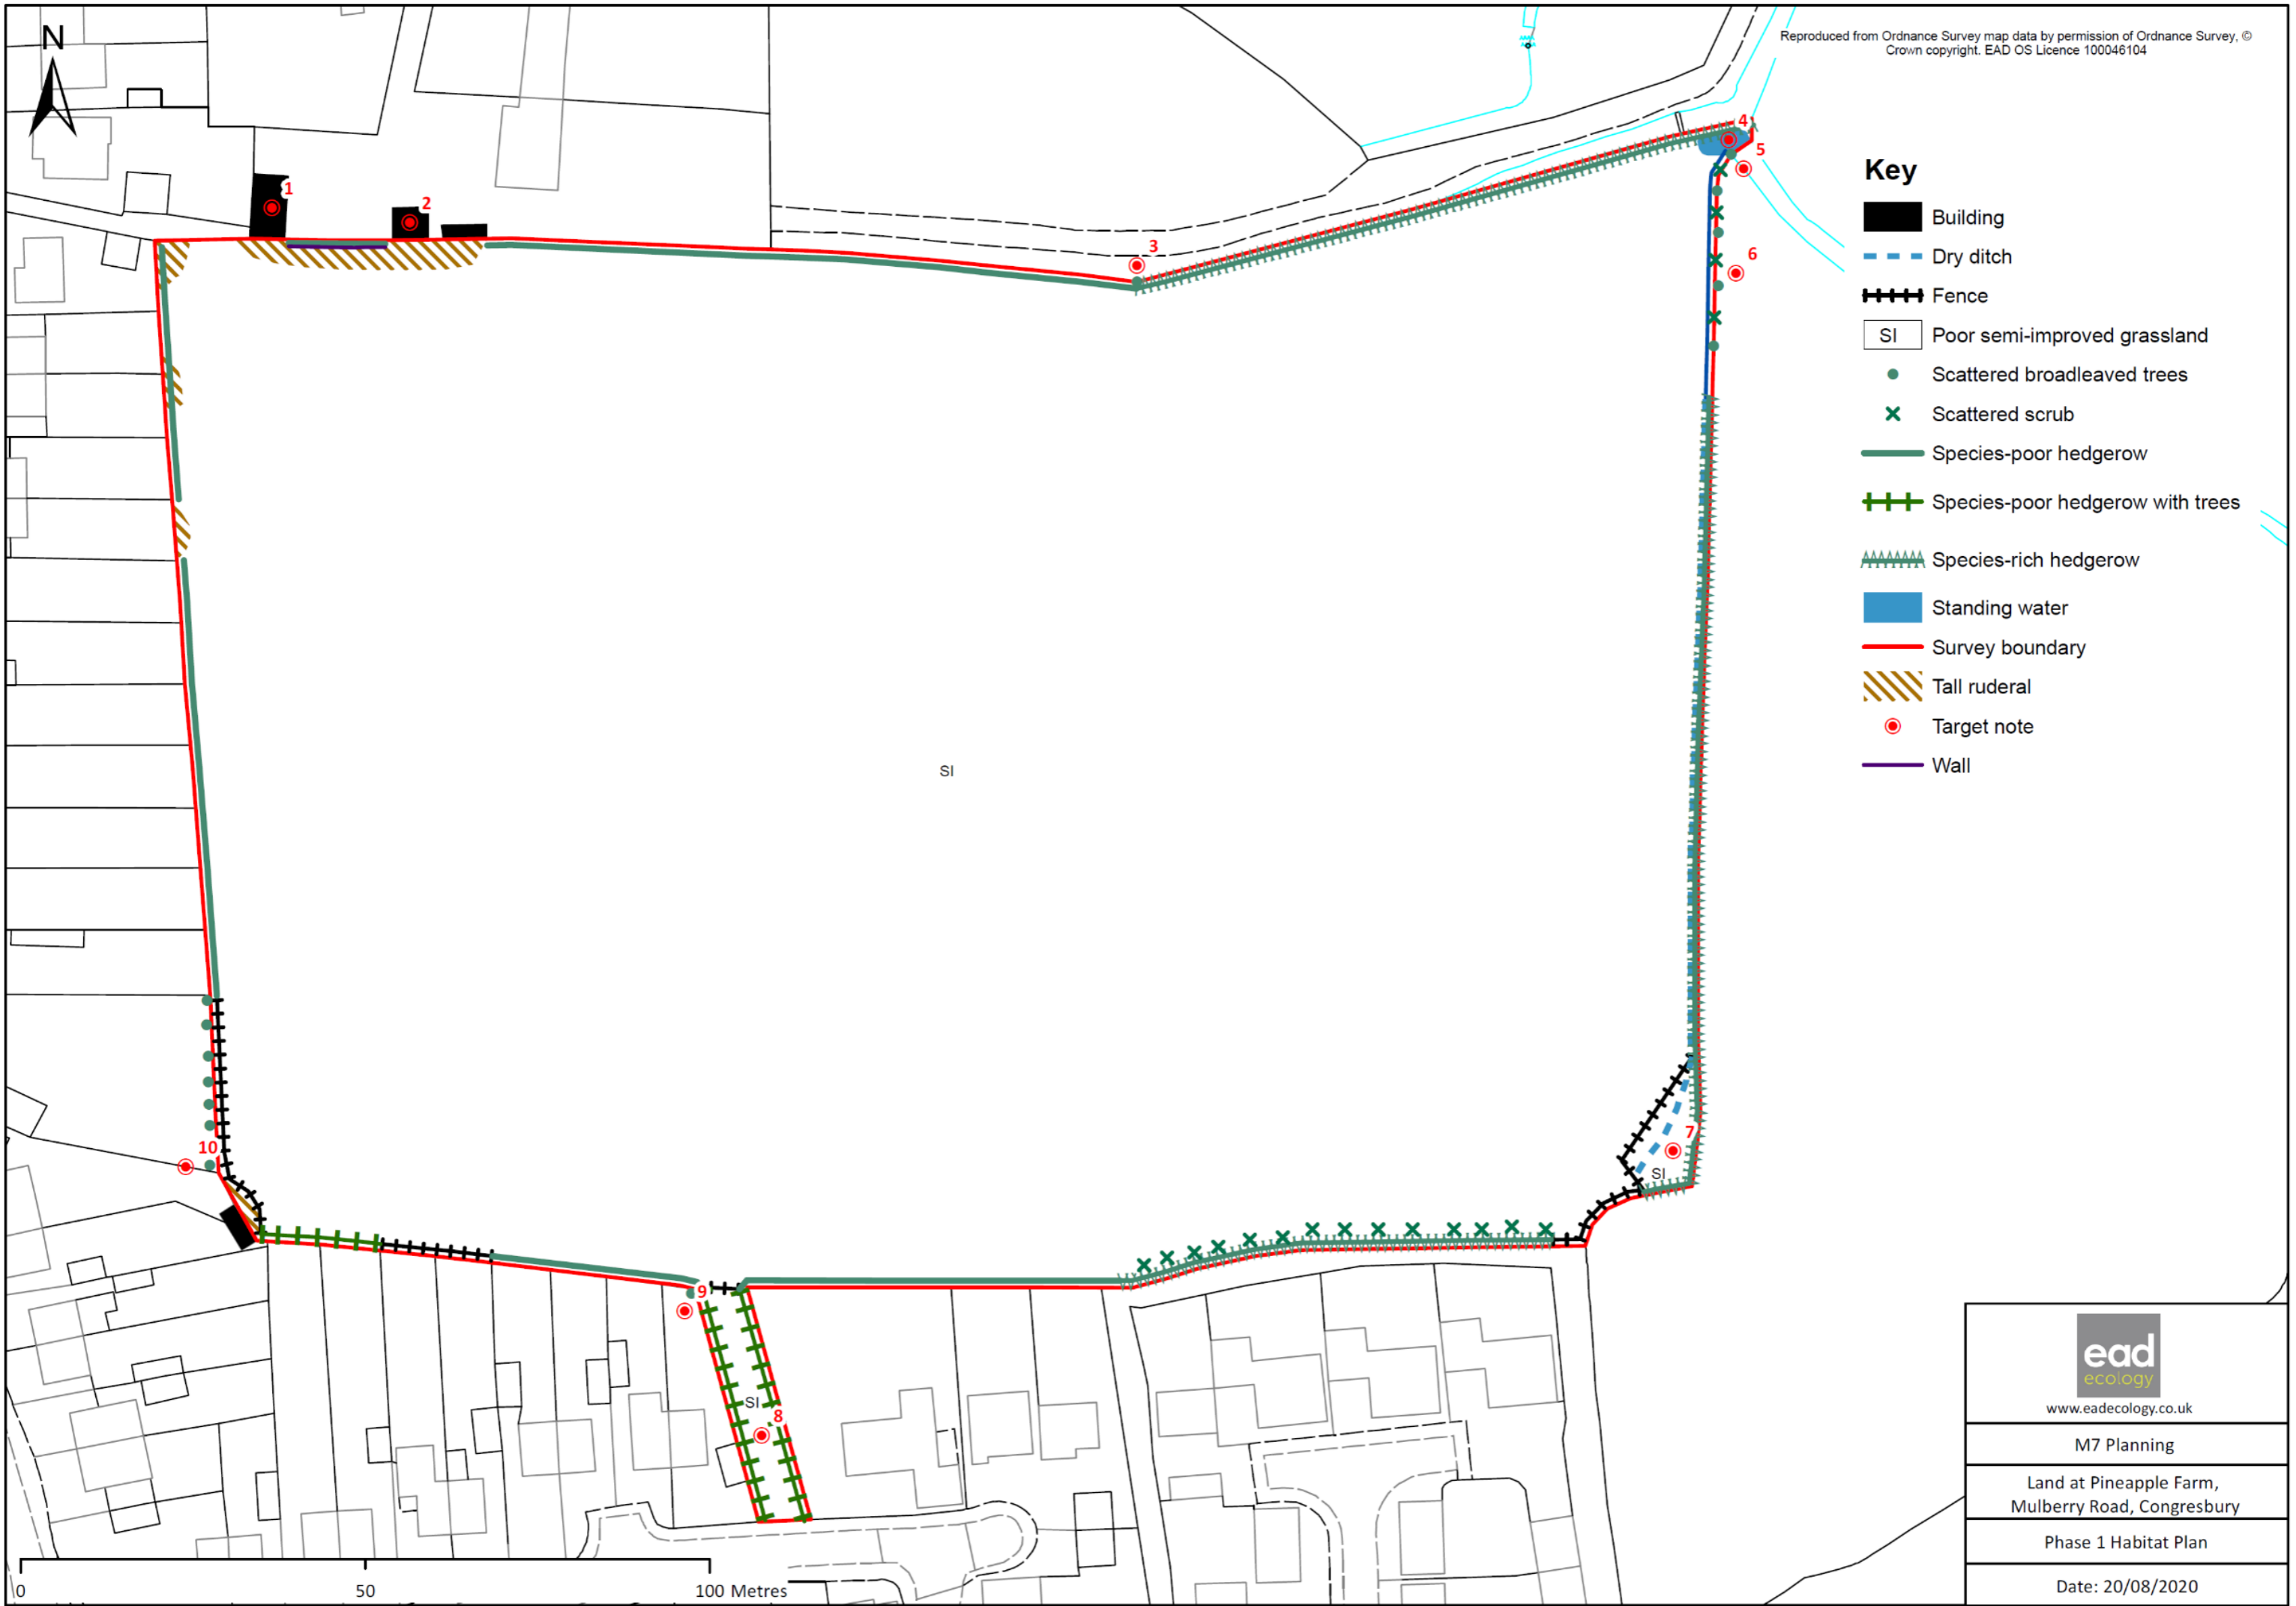 N
Reproduced from Ordnance Survey map data by permission of Ordnance Survey, ©
Crown copyright. EAD OS Licence 100046104
Key
Building
Dry ditch
Fence
SI Poor semi-improved grassland
Scattered broadleaved trees
Scattered scrub
Species-poor hedgerow
Species-poor hedgerow with trees
Species-rich hedgerow
Standing water
Survey boundary
Tall ruderal
Target note
Wall
1
2
3
4
5
6
SI
7
SI
10
9
SI
8
0 50 100 Metres
ead
ecology
www.eadecology.co.uk
M7 Planning
Land at Pineapple Farm,
Mulberry Road, Congresbury
Phase 1 Habitat Plan
Date: 20/08/2020